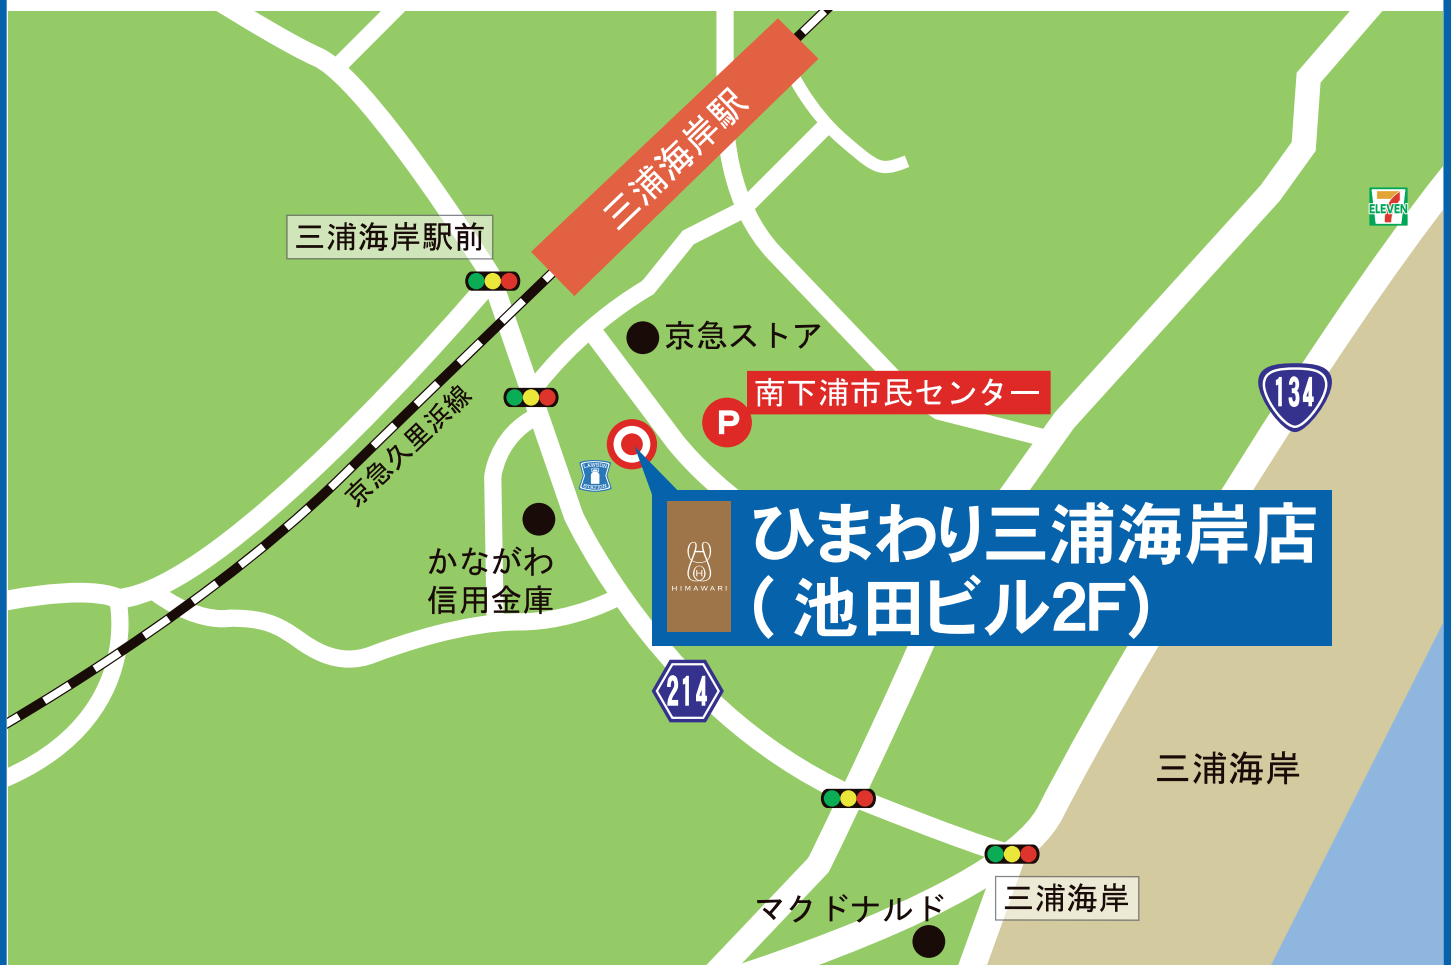 三浦海岸駅
三浦海岸駅前
ELEVEN
京急ストア
134
南下浦市民センター
P
京急久里浜線
かながわ
信用金庫
HIMAWARI
ひまわり三浦海岸店
(池田ビル2F)
214
三浦海岸
三浦海岸
マクドナルド